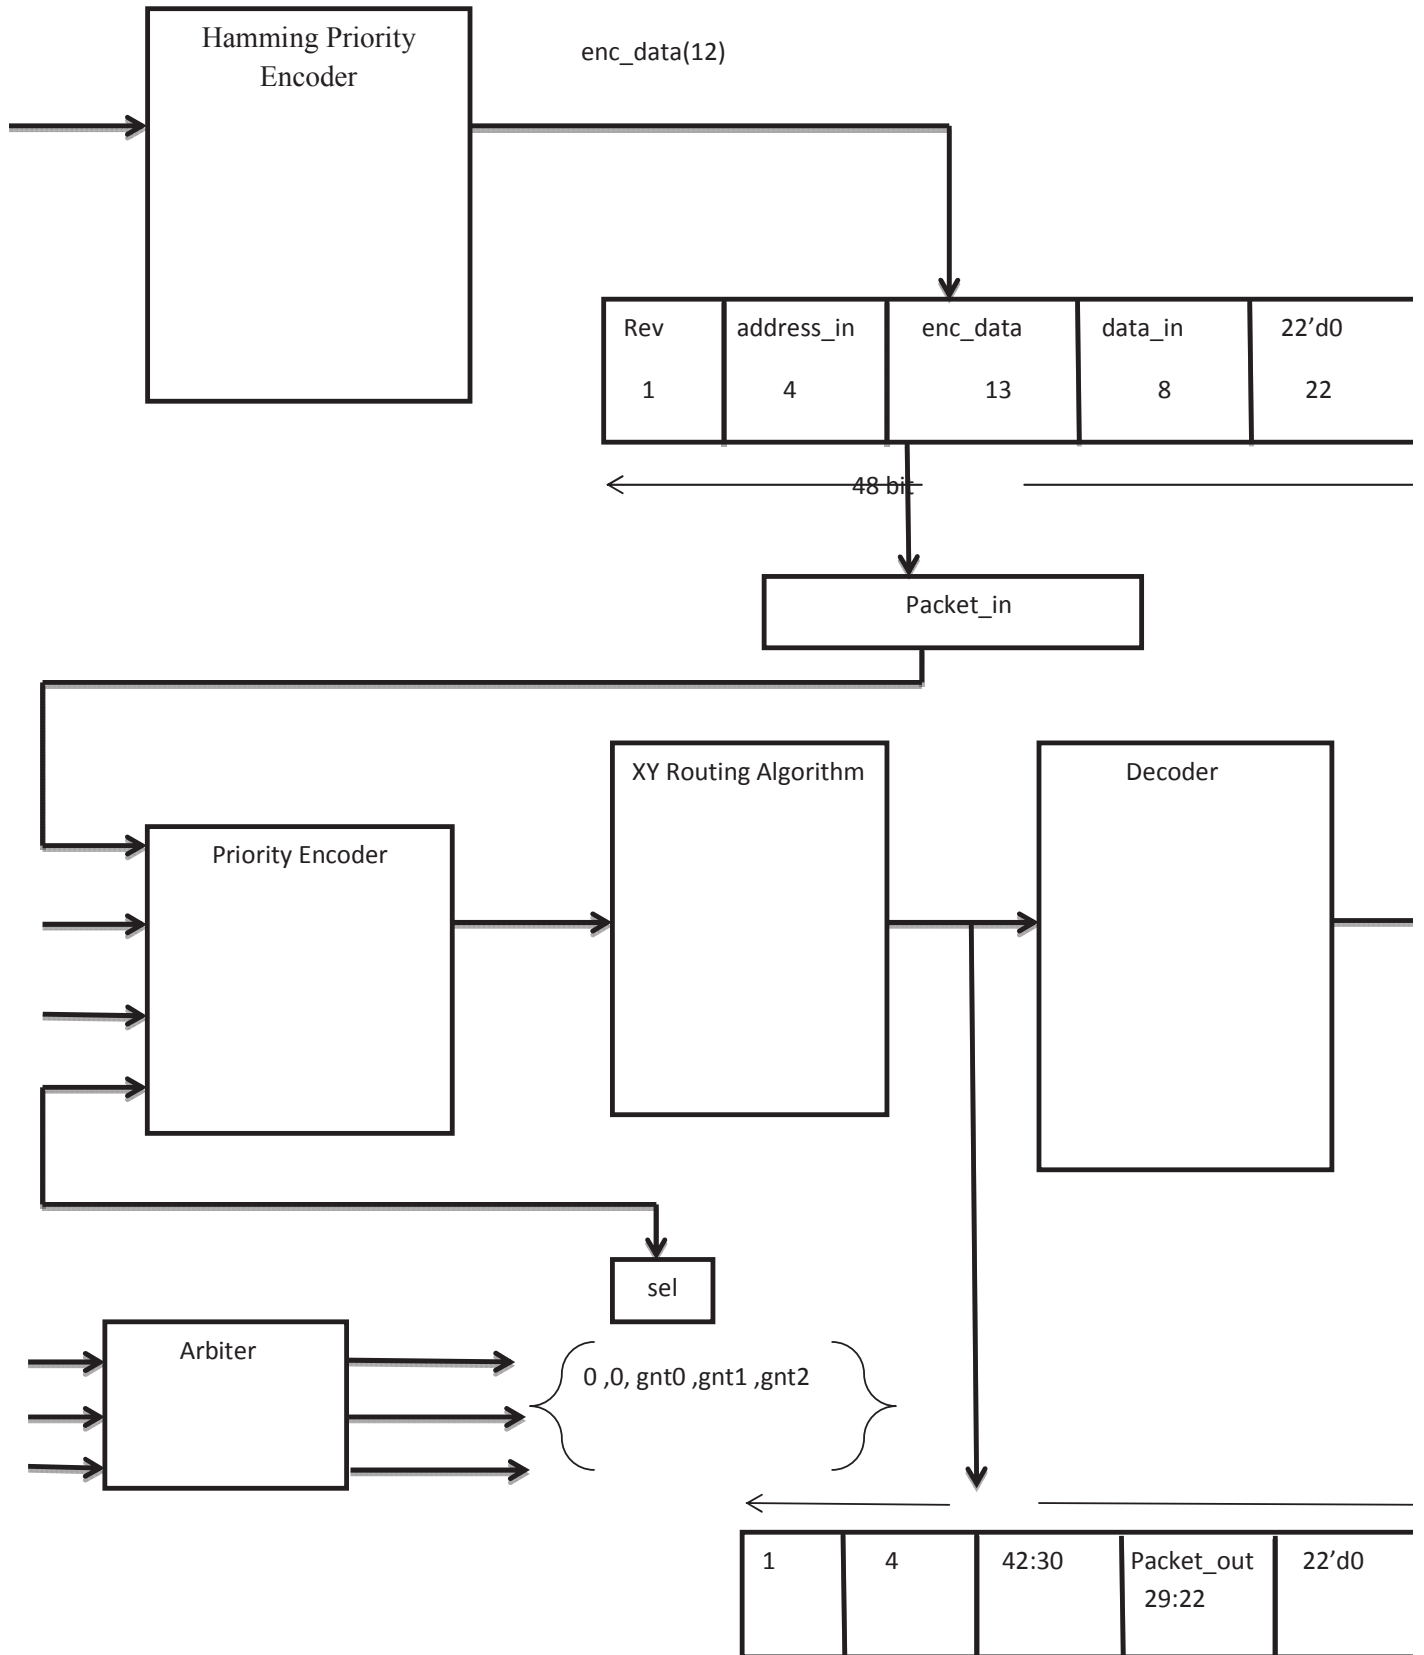 Hamming Priority
Encoder
enc_data(12)
Rev address_in enc_data data_in 22’d0
1 4 13 8 22
48 bit
Packet_in
XY Routing Algorithm
Decoder
Priority Encoder
sel
Arbiter
0 ,0, gnt0 ,gnt1 ,gnt2
1 4 42:30 Packet_out 22’d0
29:22